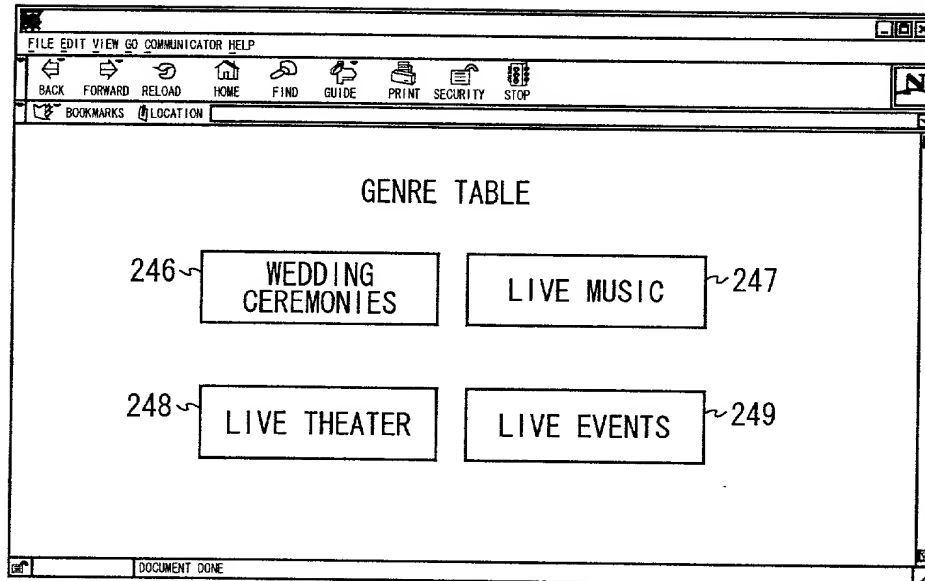 FILE EDIT VIEW GO COMMUNICATOR HELP
BACK FORWARD RELOAD HOME FIND GUIDE PRINT SECURITY STOP
N
BOOKMARKS LOCATION
GENRE TABLE
246 WEDDING CEREMONIES
LIVE MUSIC 247
248 LIVE THEATER
LIVE EVENTS 249
DOCUMENT DONE